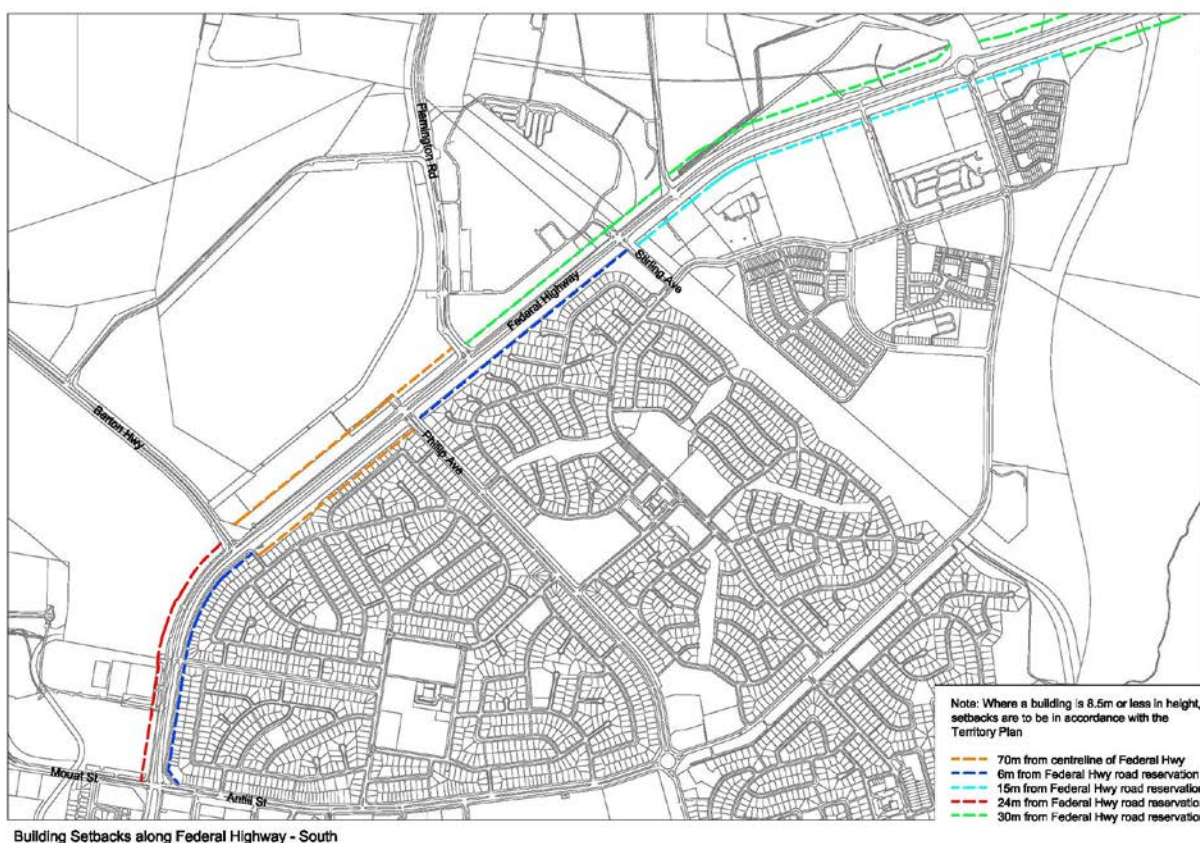 Flemington Rd
Stirling Ave
Federal Highway
Barton Hwy
Phillip Ave
Mouat St
Antill St
Note: Where a building is 8.5m or less in height,
setbacks are to be in accordance with the
Territory Plan
70m from centreline of Federal Hwy
6m from Federal Hwy road reservation
15m from Federal Hwy road reservation
24m from Federal Hwy road reservation
30m from Federal Hwy road reservation
Building Setbacks along Federal Highway - South